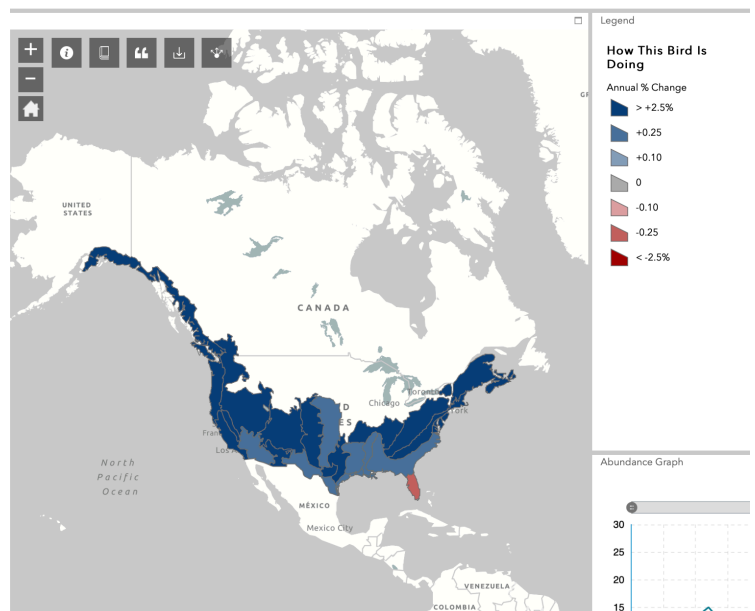 Legend
How This Bird Is
Doing
Annual % Change
> +2.5%
+0.25
+0.10
0
-0.10
-0.25
< -2.5%
UNITED
STATES
CANADA
Toronto
Chicago
York
North
Pacific
Ocean
MÉXICO
Mexico City
VENEZUELA
COLOMBIA
Abundance Graph
30
25
20
15